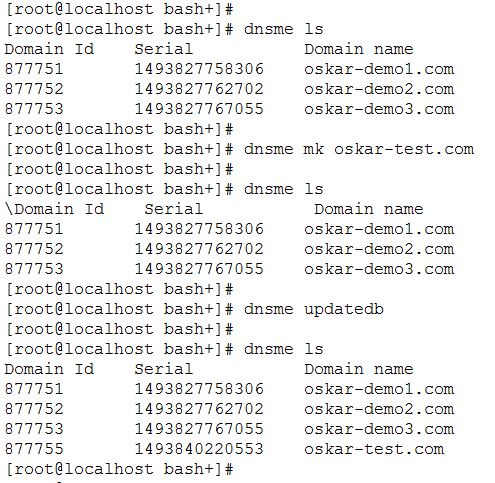 [root@localhost bash+]#
[root@localhost bash+]# dnsme ls
Domain Id    Serial           Domain name
877751       1493827758306    oskar-demo1.com
877752       1493827762702    oskar-demo2.com
877753       1493827767055    oskar-demo3.com
[root@localhost bash+]#
[root@localhost bash+]# dnsme mk oskar-test.com
[root@localhost bash+]#
[root@localhost bash+]# dnsme ls
\Domain Id    Serial           Domain name
877751       1493827758306    oskar-demo1.com
877752       1493827762702    oskar-demo2.com
877753       1493827767055    oskar-demo3.com
[root@localhost bash+]#
[root@localhost bash+]# dnsme updatedb
[root@localhost bash+]#
[root@localhost bash+]# dnsme ls
Domain Id    Serial           Domain name
877751       1493827758306    oskar-demo1.com
877752       1493827762702    oskar-demo2.com
877753       1493827767055    oskar-demo3.com
877755       1493840220553    oskar-test.com
[root@localhost bash+]#